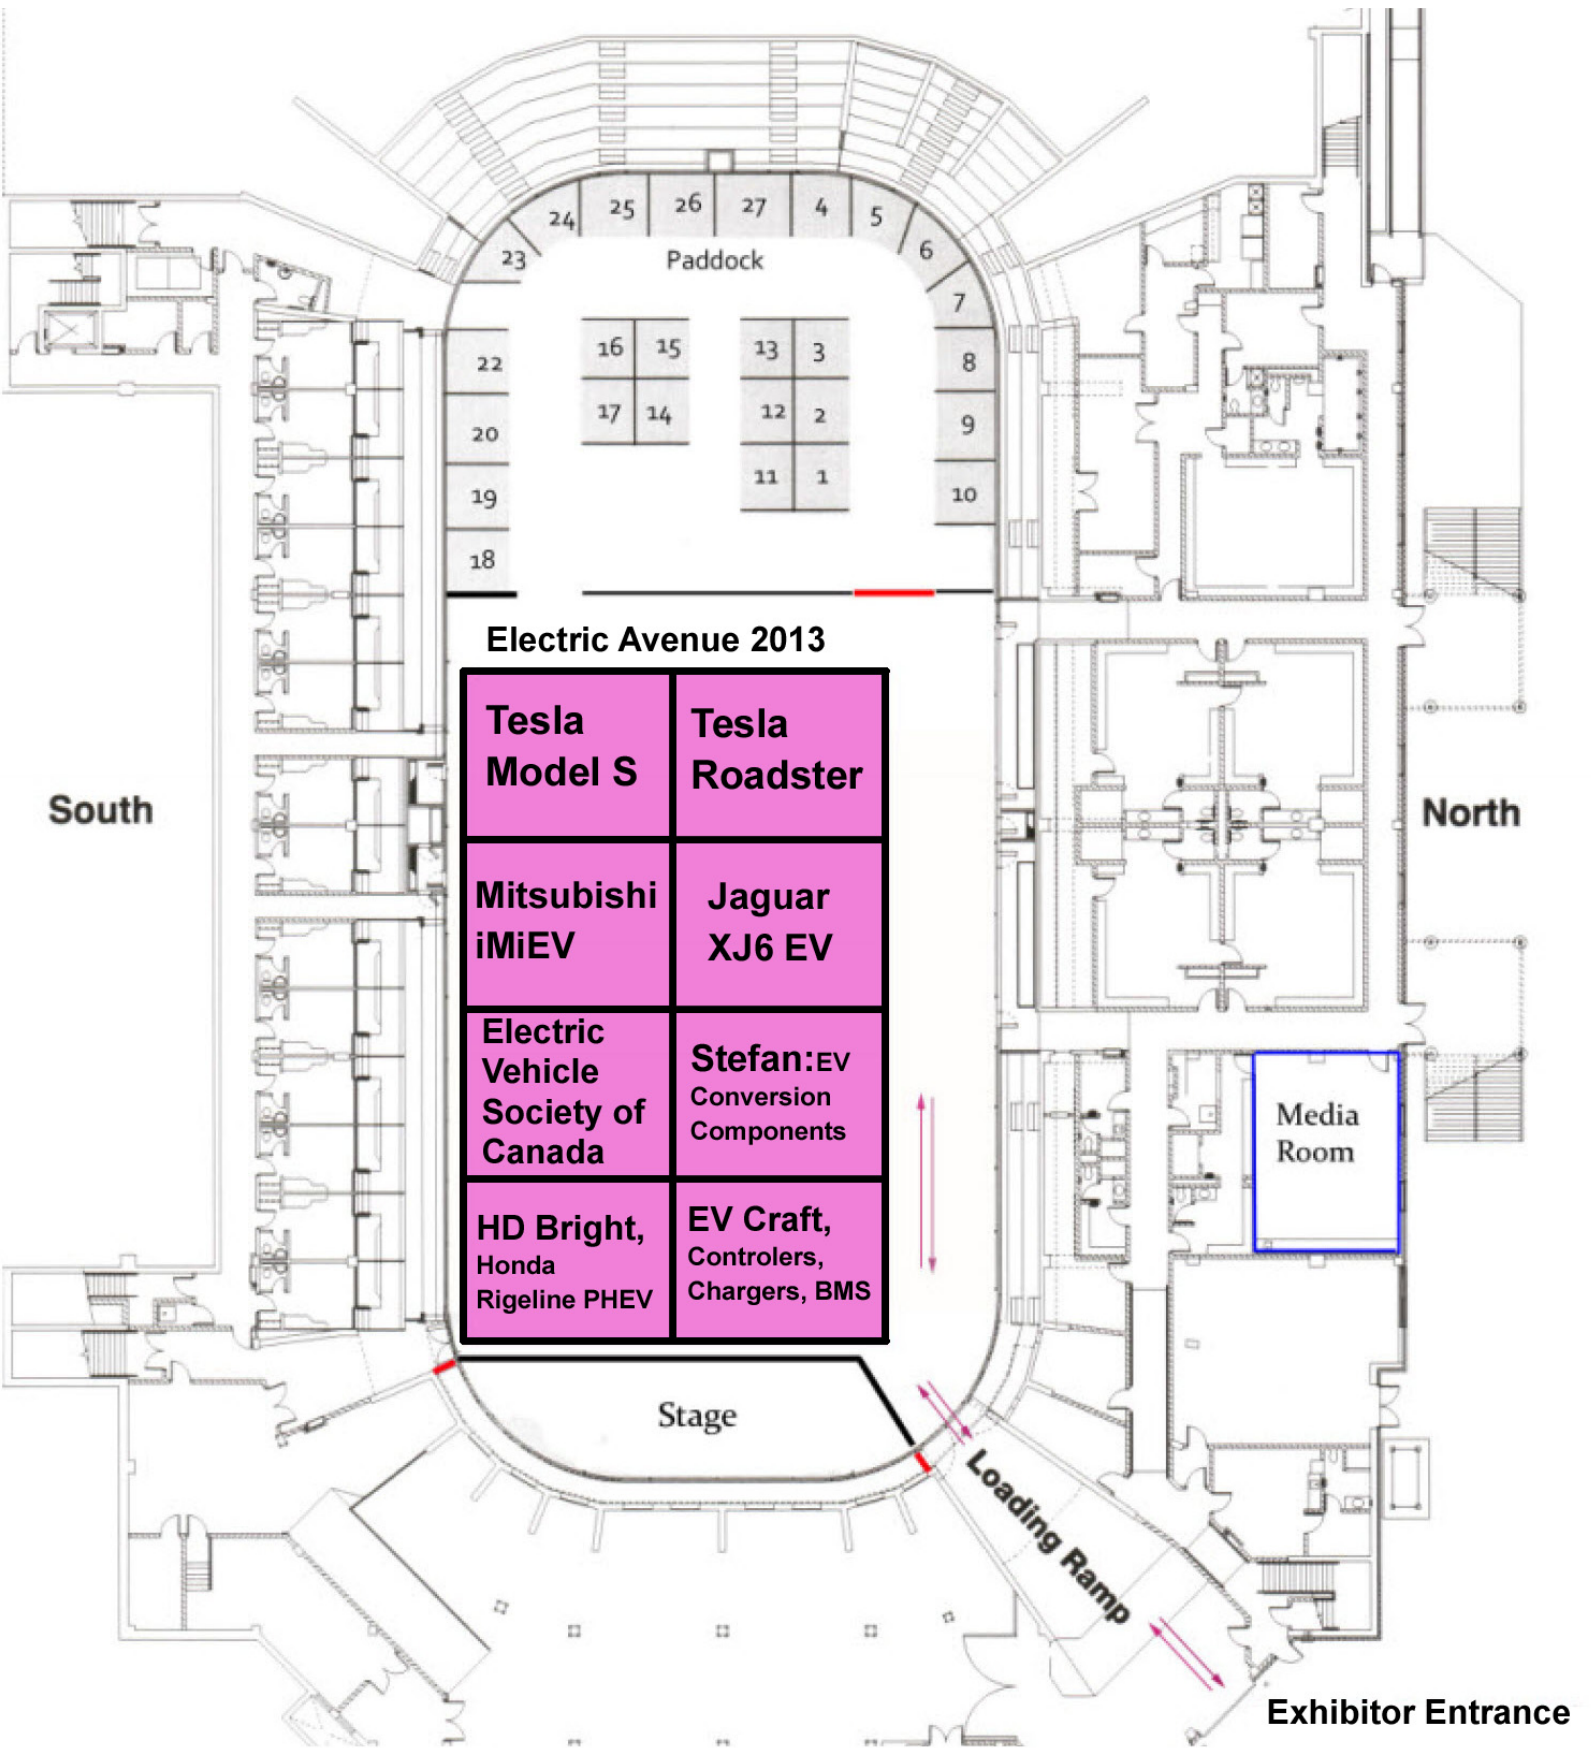 24 25 26 27 4 5
23 6
Paddock
7
22 16 15 13 3 8
20 17 14 12 2 9
19 11 1 10
18
Electric Avenue 2013
Tesla
Model S
Tesla
Roadster
South
North
Mitsubishi
iMiEV
Jaguar
XJ6 EV
Electric
Vehicle
Society of
Canada
Stefan:EV
Conversion
Components
Media
Room
HD Bright,
Honda
Rigeline PHEV
EV Craft,
Controlers,
Chargers, BMS
Stage
Loading Ramp
Exhibitor Entrance